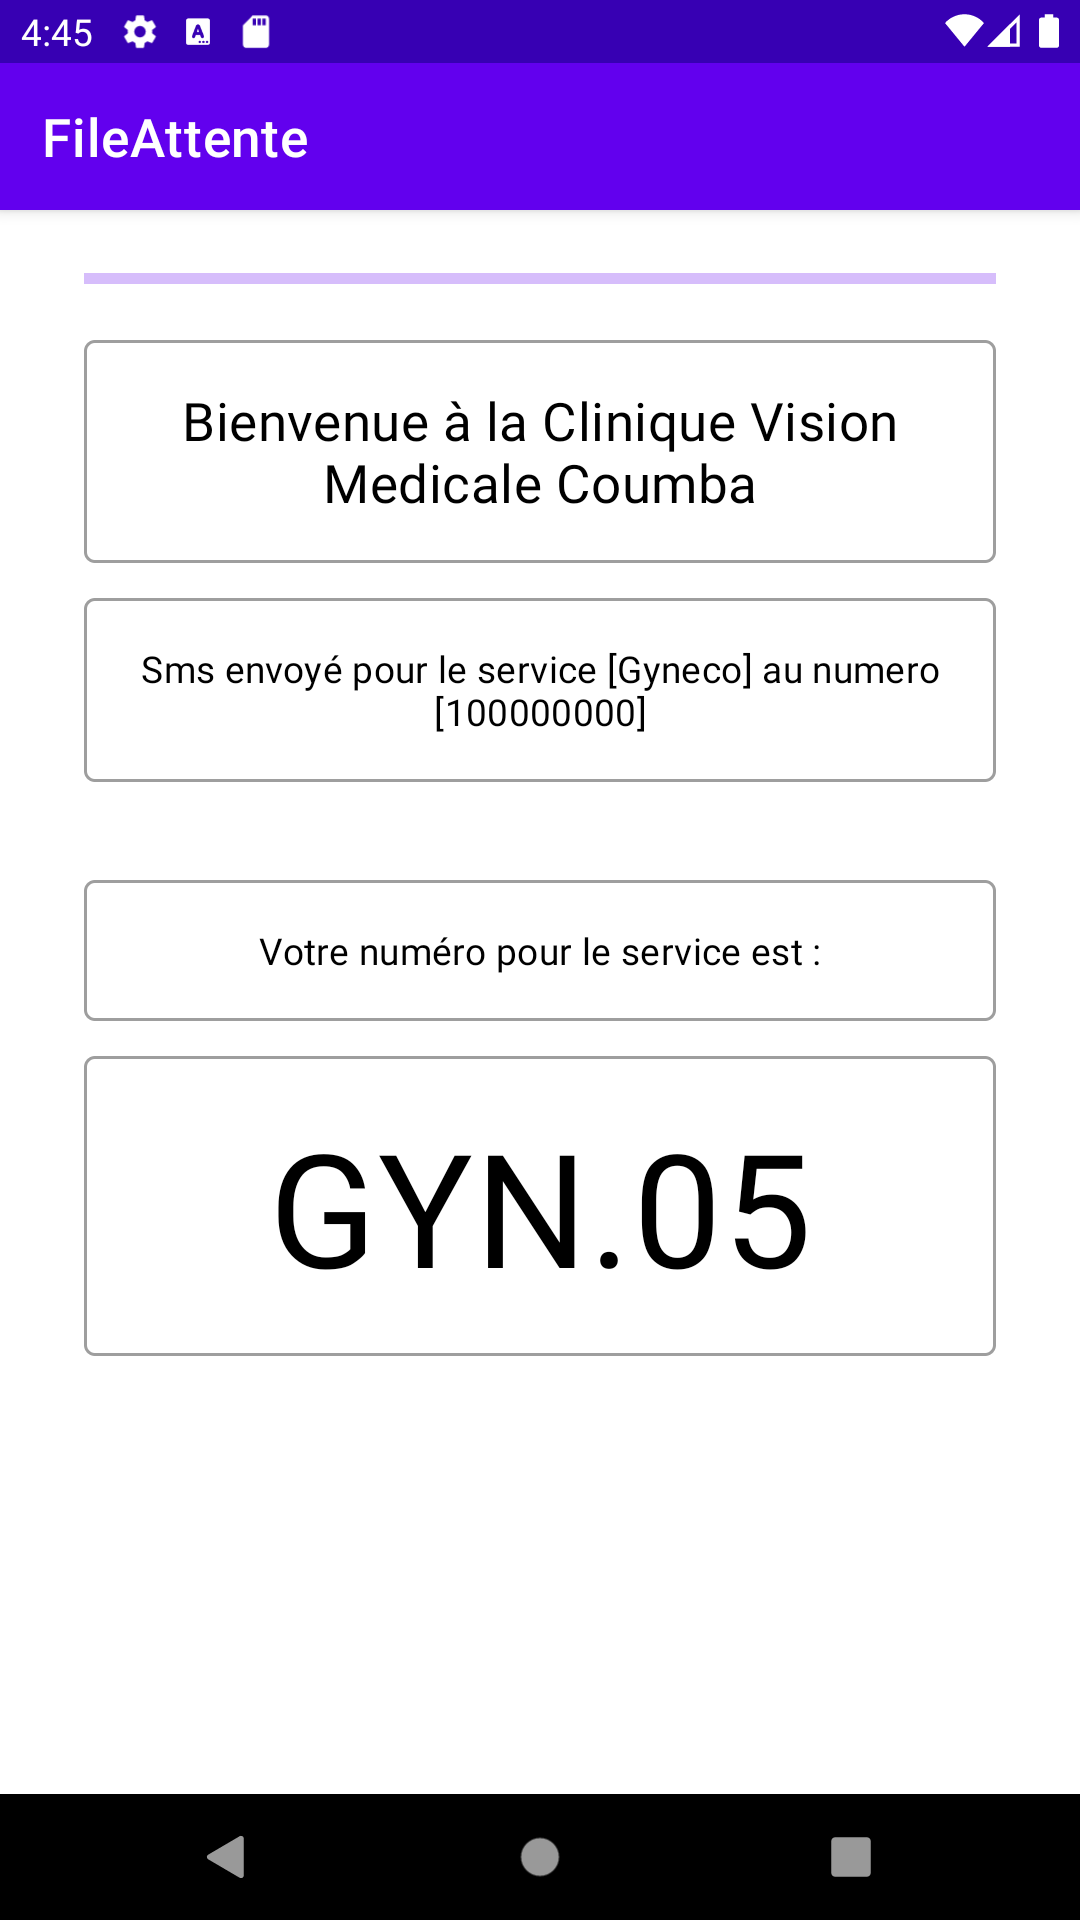 4:45
FileAttente
Bienvenue à la Clinique Vision
Medicale Coumba
Sms envoyé pour le service [Gyneco] au numero
[100000000]
Votre numéro pour le service est :
GYN.05